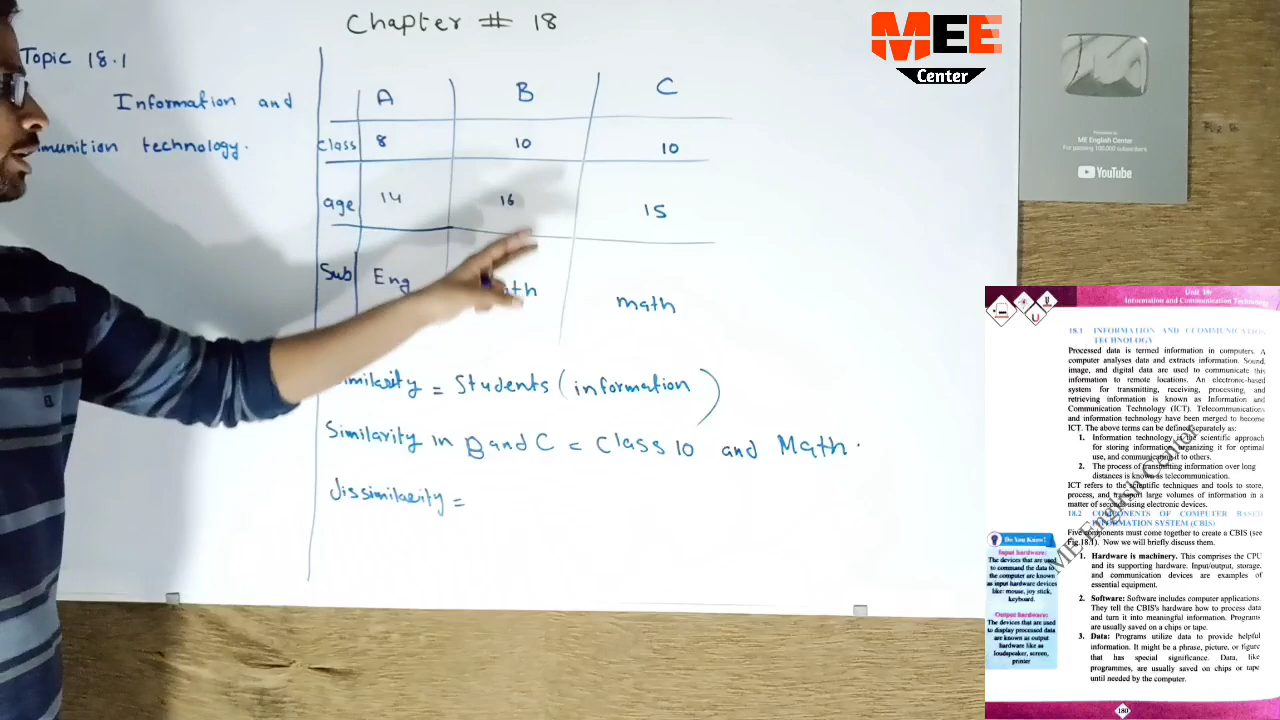 Chapter # 18
Topic 18.1
Information and
munition technology.
A B C
class 8 10 10
age 14 16 15
Sub Eng ath math
Similarity = Students (information)
Similarity in B and C = Class 10 and Math.
Jissimilarity =
MEE
Center
Presented to
ME English Center
For passing 100,000 subscribers
YouTube
Unit 18:
Information and Communication Technology
18.1 INFORMATION AND CCOMMUNICATION
TECHNOLOGY
Processed data is termed information in computers. A
computer analyses data and extracts information. Sound,
image, and digital data are used to communicate this
information to remote locations. An electronic-based
system for transmitting, receiving, processing, and
retrieving information is known as Information and
Communication Technology (ICT). Telecommunications
and information technology have been merged to become
ICT. The above terms can be defined separately as:
1. Information technology is the scientific approach
for storing information, organizing it for optimal
use, and communicating it to others.
2. The process of transmitting information over long
distances is known as telecommunication.
ICT refers to the scientific techniques and tools to store,
process, and transport large volumes of information in a
matter of seconds using electronic devices.
18.2 COMPONENTS OF COMPUTER BASED
INFORMATION SYSTEM (CBIS)
Five components must come together to create a CBIS (see
Fig.18.1). Now we will briefly discuss them.
1. Hardware is machinery. This comprises the CPU
and its supporting hardware. Input/output, storage,
and communication devices are examples of
essential equipment.
2. Software: Software includes computer applications.
They tell the CBIS's hardware how to process data
and turn it into meaningful information. Programs
are usually saved on a chips or tape.
3. Data: Programs utilize data to provide helpful
information. It might be a phrase, picture, or figure
that has special significance. Data, like
programmes, are usually saved on chips or tape
until needed by the computer.
Do You Know?
Input hardware:
The devices that are used
to command the data to
the computer are known
as input hardware devices
like: mouse, joy stick,
keyboard.
Output hardware:
The devices that are used
to display processed data
are known as output
hardware like as
loudspeaker, screen,
printer
ME English Center
180